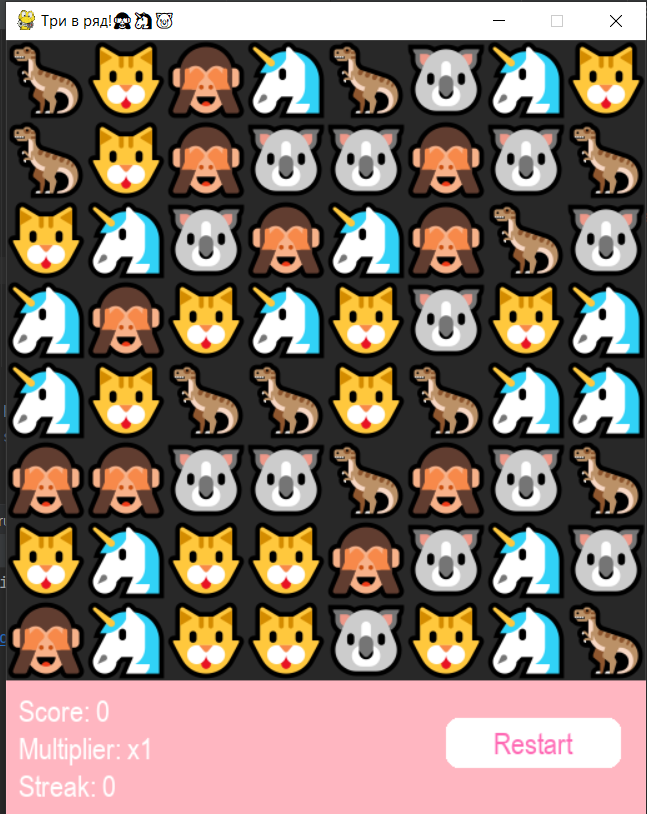 Три в ряд!🙈🦄🐨
Score: 0
Multiplier: x1
Restart
Streak: 0